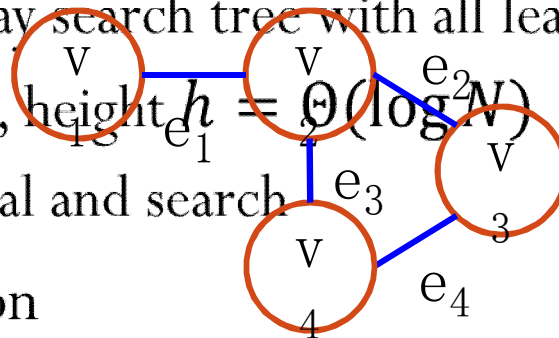 ay search tree with all lea
V1 V2 e2
, height h = Θ(log N)
e1 V3
al and search e3
V4 e4
on